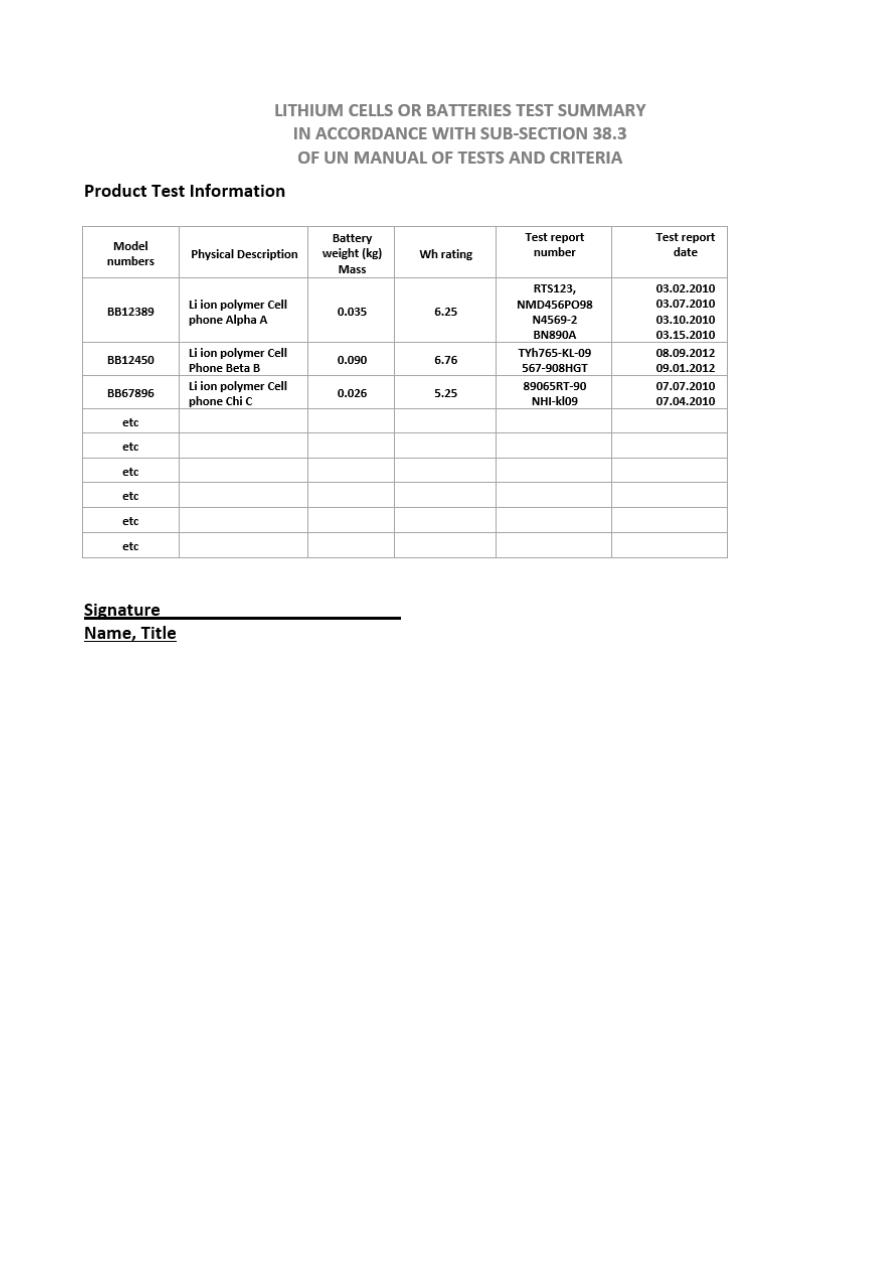 LITHIUM CELLS OR BATTERIES TEST SUMMARY
IN ACCORDANCE WITH SUB-SECTION 38.3
OF UN MANUAL OF TESTS AND CRITERIA
Product Test Information
Model numbers Physical Description Battery weight (kg) Mass Wh rating Test report number Test report date
BB12389 Li ion polymer Cell phone Alpha A 0.035 6.25 RTS123, NMD456PO98 N4569-2 BN890A 03.02.2010 03.07.2010 03.10.2010 03.15.2010
BB12450 Li ion polymer Cell Phone Beta B 0.090 6.76 TYh765-KL-09 567-908HGT 08.09.2012 09.01.2012
BB67896 Li ion polymer Cell phone Chi C 0.026 5.25 89065RT-90 NHI-kl09 07.07.2010 07.04.2010
etc
etc
etc
etc
etc
etc
Signature
Name, Title